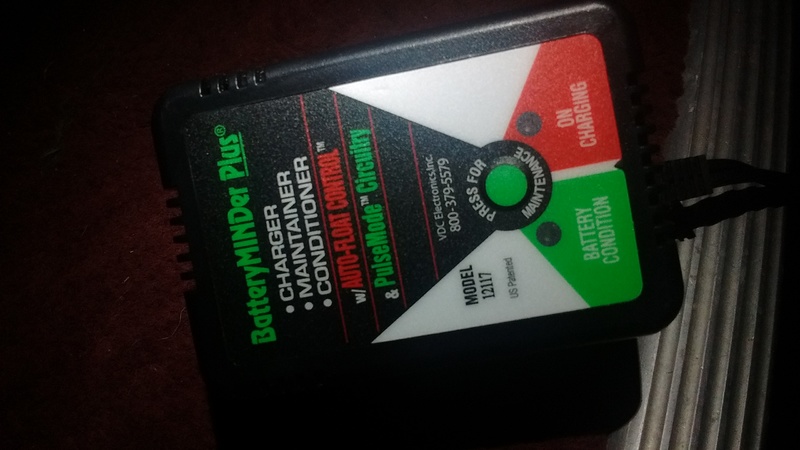 BatteryMINDer Plus®
• CHARGER
• MAINTAINER
• CONDITIONER
w/AUTO-FLOAT CONTROL™
& PulseMode™ Circuitry
VDC Electronics, Inc.
800-379-5579
PRESS FOR
MAINTENANCE
ON
CHARGING
BATTERY
CONDITION
MODEL
12117
US Patented